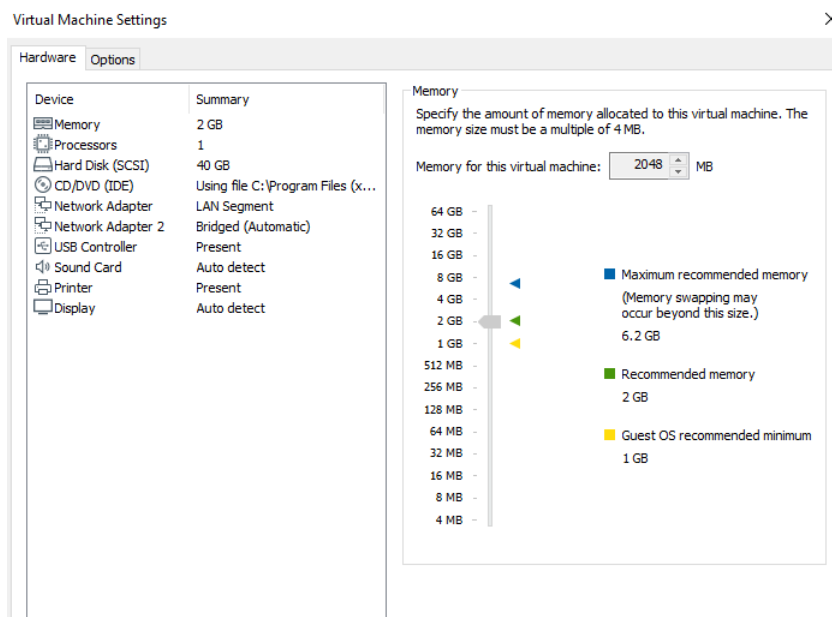 Virtual Machine Settings
Hardware Options
Device Summary
Memory 2 GB
Processors 1
Hard Disk (SCSI) 40 GB
CD/DVD (IDE) Using file C:\Program Files (x...
Network Adapter LAN Segment
Network Adapter 2 Bridged (Automatic)
USB Controller Present
Sound Card Auto detect
Printer Present
Display Auto detect
Memory
Specify the amount of memory allocated to this virtual machine. The
memory size must be a multiple of 4 MB.
Memory for this virtual machine: 2048 MB
64 GB
32 GB
16 GB
8 GB
4 GB
2 GB
1 GB
512 MB
256 MB
128 MB
64 MB
32 MB
16 MB
8 MB
4 MB
Maximum recommended memory
(Memory swapping may
occur beyond this size.)
6.2 GB
Recommended memory
2 GB
Guest OS recommended minimum
1 GB